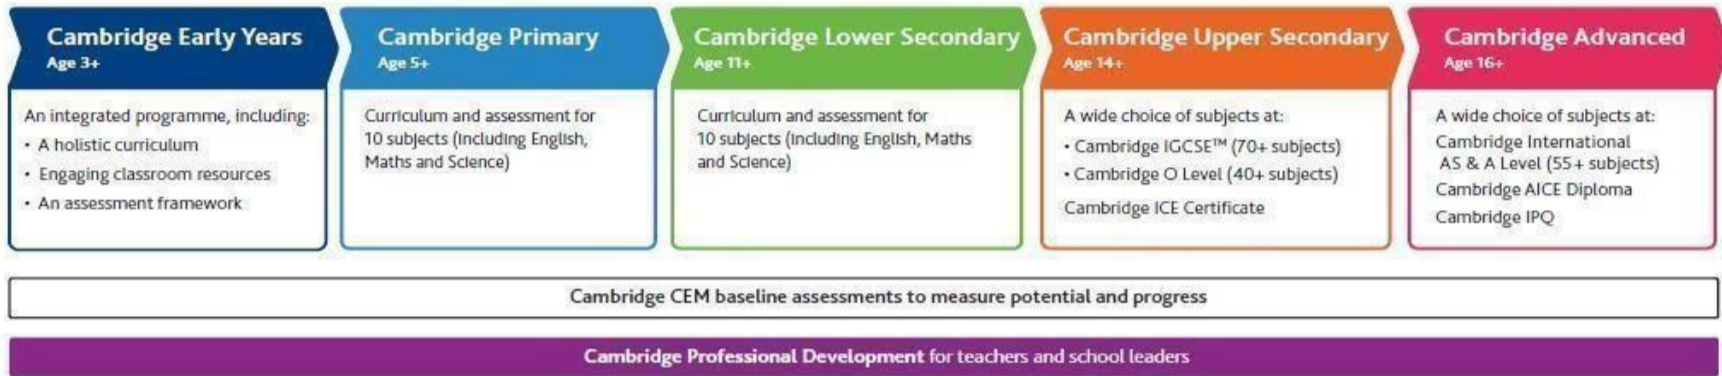 Cambridge Early Years
Age 3+
An integrated programme, including:
• A holistic curriculum
• Engaging classroom resources
• An assessment framework
Cambridge Primary
Age 5+
Curriculum and assessment for
10 subjects (including English,
Maths and Science)
Cambridge Lower Secondary
Age 11+
Curriculum and assessment for
10 subjects (including English, Maths
and Science)
Cambridge Upper Secondary
Age 14+
A wide choice of subjects at:
• Cambridge IGCSE™ (70+ subjects)
• Cambridge O Level (40+ subjects)
Cambridge ICE Certificate
Cambridge Advanced
Age 16+
A wide choice of subjects at:
Cambridge International
AS & A Level (55+ subjects)
Cambridge AICE Diploma
Cambridge IPQ
Cambridge CEM baseline assessments to measure potential and progress
Cambridge Professional Development for teachers and school leaders